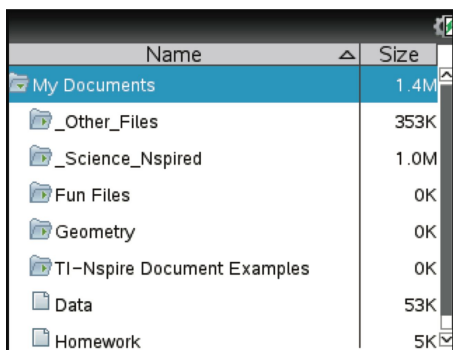 Name Size
My Documents 1.4M
_Other_Files 353K
_Science_Nspired 1.0M
Fun Files 0K
Geometry 0K
TI-Nspire Document Examples 0K
Data 53K
Homework 5K